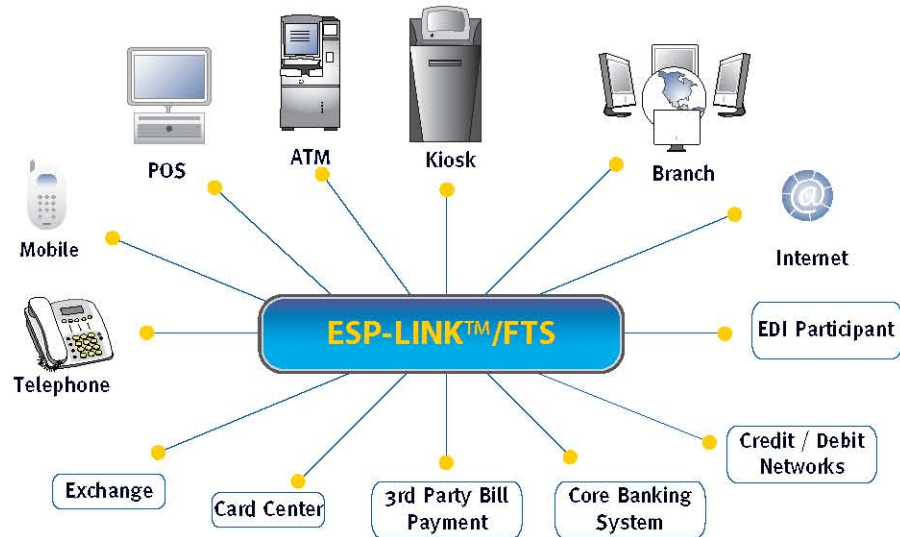 POS
ATM
Kiosk
Branch
Mobile
Internet
ESP-LINK™/FTS
EDI Participant
Telephone
Credit / Debit
Networks
Exchange
Card Center
3rd Party Bill
Payment
Core Banking
System